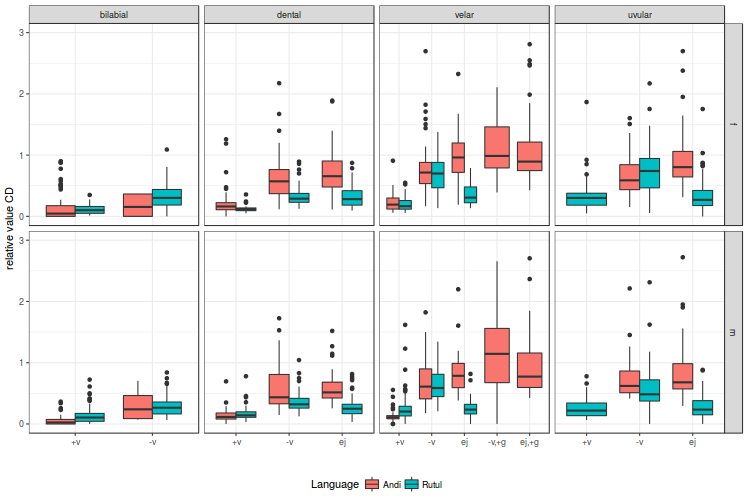 bilabial dental velar uvular
relative value CD
3
2
1
0
f
3
2
1
0
m
+v -v +v -v ej +v -v ej -v,+g ej,+g +v -v ej
Language Andi Rutul